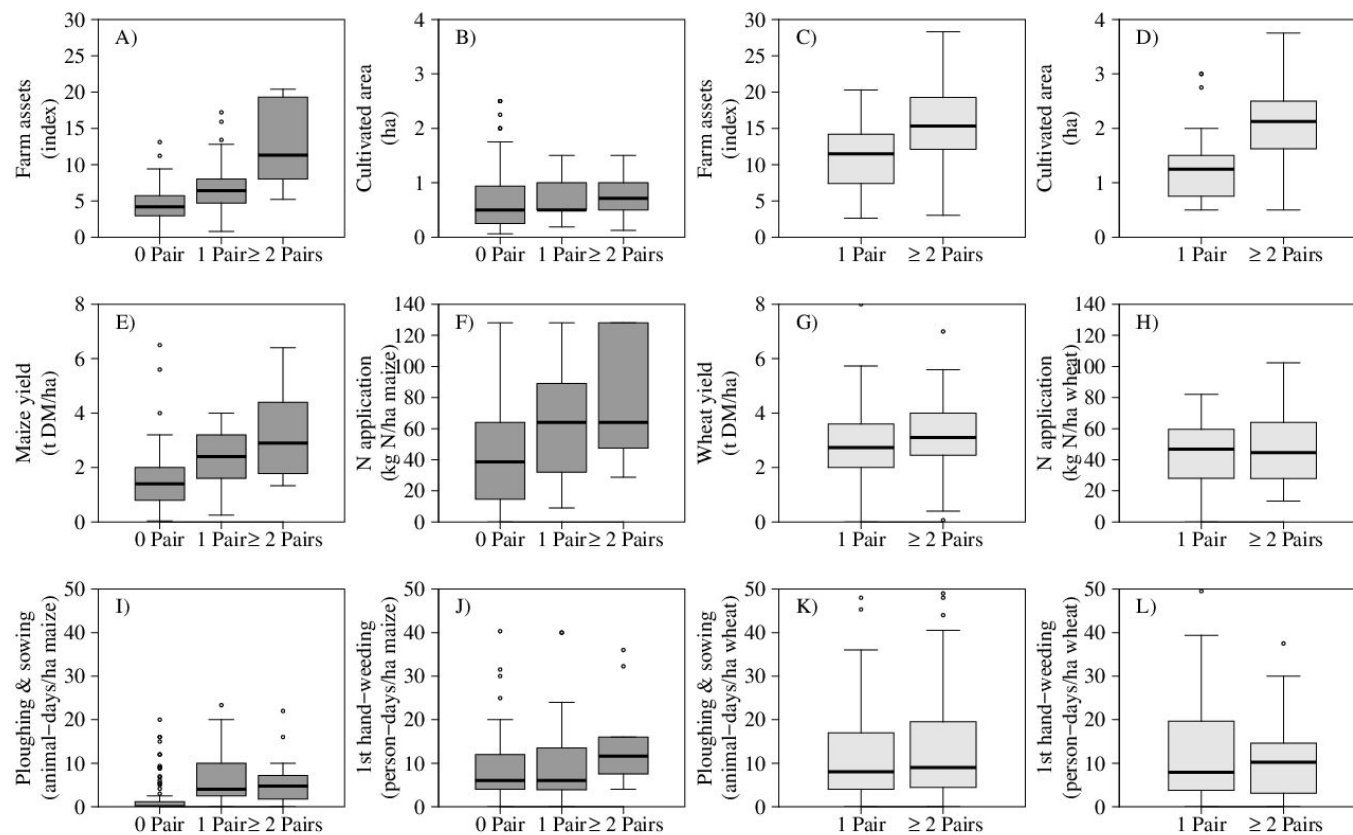 A)
Farm assets
(index)
30
25
20
15
10
5
0
0 Pair 1 Pair ≥ 2 Pairs
B)
Cultivated area
(ha)
4
3
2
1
0
0 Pair 1 Pair ≥ 2 Pairs
C)
Farm assets
(index)
30
25
20
15
10
5
0
1 Pair ≥ 2 Pairs
D)
Cultivated area
(ha)
4
3
2
1
0
1 Pair ≥ 2 Pairs
E)
Maize yield
(t DM/ha)
8
6
4
2
0
0 Pair 1 Pair ≥ 2 Pairs
F)
N application
(kg N/ha maize)
140
120
100
80
60
40
20
0
0 Pair 1 Pair ≥ 2 Pairs
G)
Wheat yield
(t DM/ha)
8
6
4
2
0
1 Pair ≥ 2 Pairs
H)
N application
(kg N/ha wheat)
140
120
100
80
60
40
20
0
1 Pair ≥ 2 Pairs
I)
Ploughing & sowing
(animal−days/ha maize)
50
40
30
20
10
0
0 Pair 1 Pair ≥ 2 Pairs
J)
1st hand−weeding
(person−days/ha maize)
50
40
30
20
10
0
0 Pair 1 Pair ≥ 2 Pairs
K)
Ploughing & sowing
(animal−days/ha wheat)
50
40
30
20
10
0
1 Pair ≥ 2 Pairs
L)
1st hand−weeding
(person−days/ha wheat)
50
40
30
20
10
0
1 Pair ≥ 2 Pairs